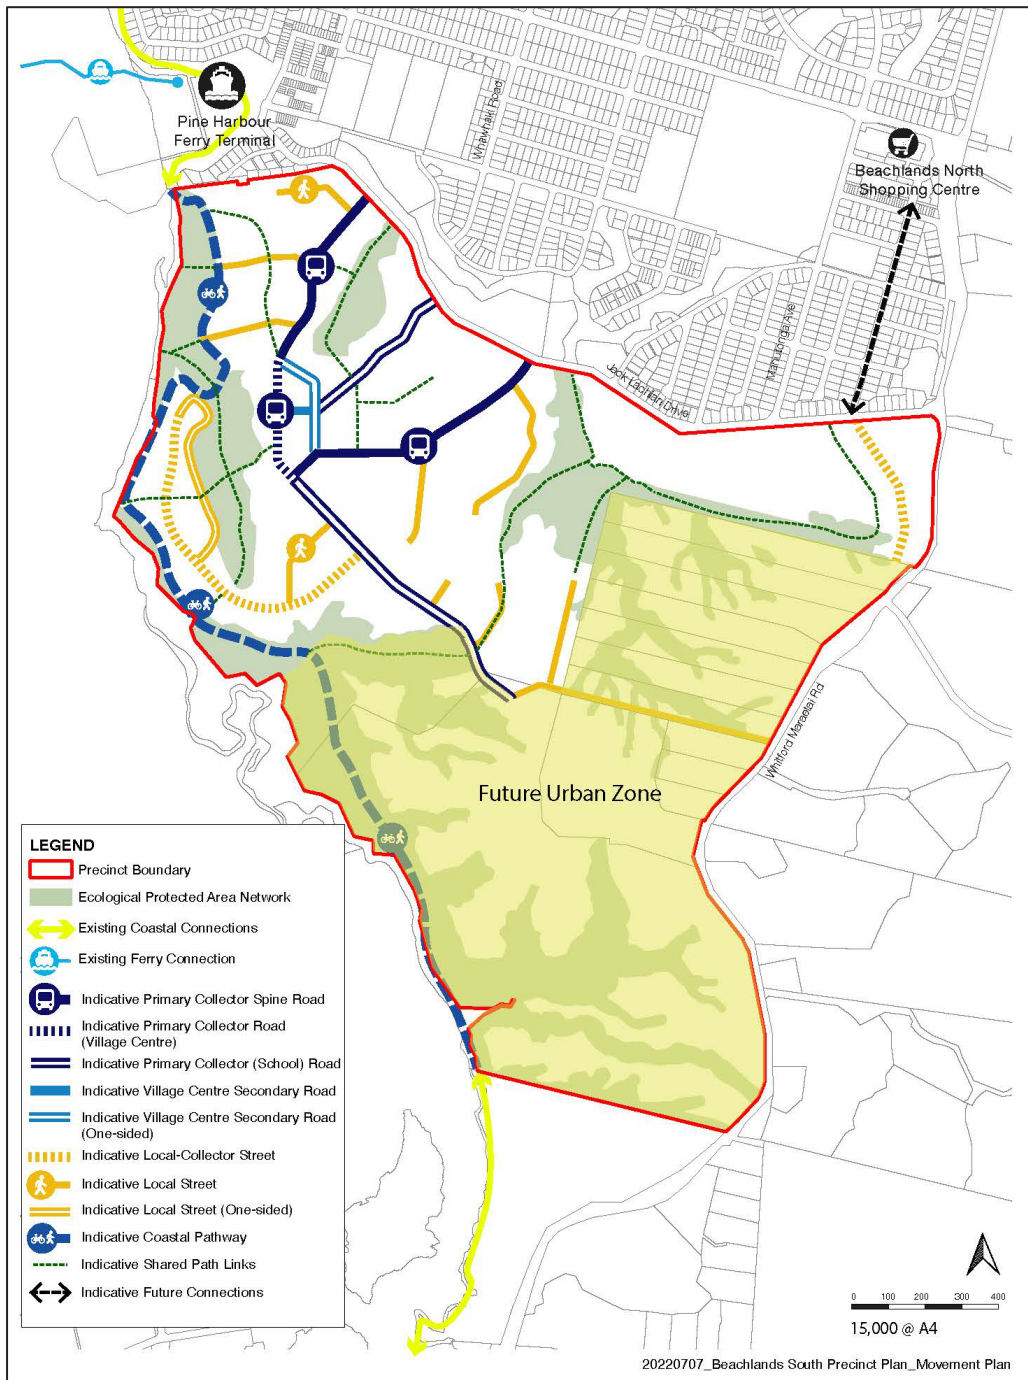 Pine Harbour
Ferry Terminal
Whawhaki Road
Beachlands North
Shopping Centre
Manutonga Ave
Jack Lachlan Drive
Whitford Maraetai Rd
Future Urban Zone
LEGEND
Precinct Boundary
Ecological Protected Area Network
Existing Coastal Connections
Existing Ferry Connection
Indicative Primary Collector Spine Road
Indicative Primary Collector Road
(Village Centre)
Indicative Primary Collector (School) Road
Indicative Village Centre Secondary Road
Indicative Village Centre Secondary Road
(One-sided)
Indicative Local-Collector Street
Indicative Local Street
Indicative Local Street (One-sided)
Indicative Coastal Pathway
Indicative Shared Path Links
Indicative Future Connections
0 100 200 300 400
15,000 @ A4
20220707_Beachlands South Precinct Plan_Movement Plan